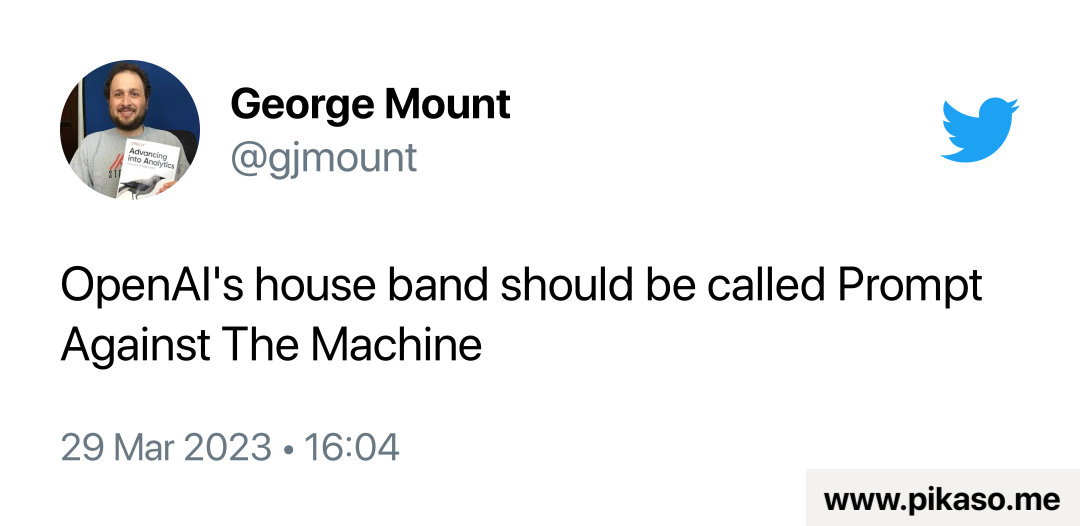 George Mount
@gjmount
Advancing
into Analytics
OpenAI's house band should be called Prompt
Against The Machine
29 Mar 2023 • 16:04
www.pikaso.me